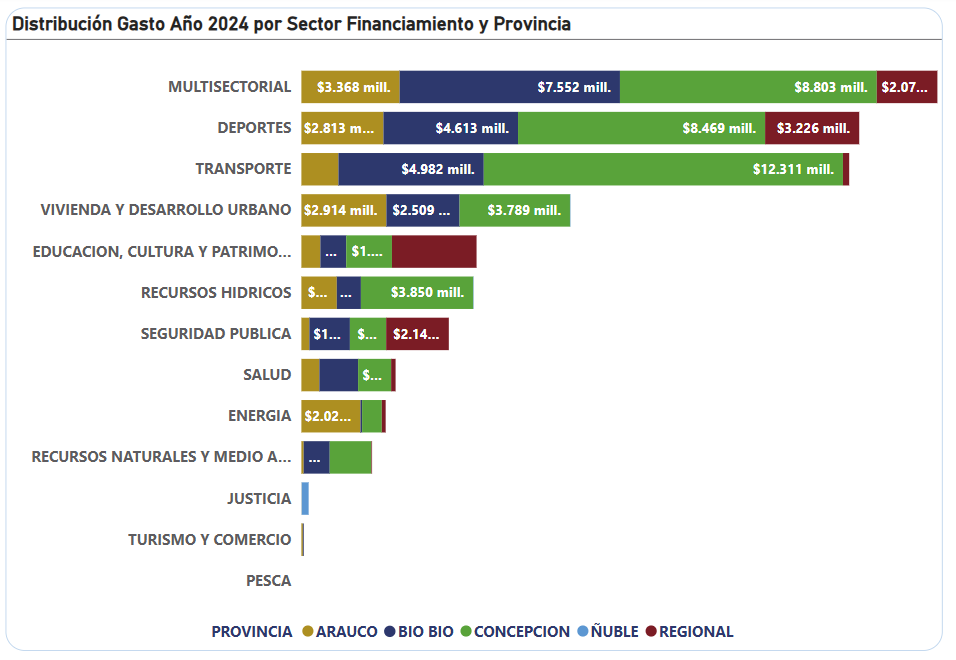 Distribución Gasto Año 2024 por Sector Financiamiento y Provincia
MULTISECTORIAL $3.368 mill. $7.552 mill. $8.803 mill. $2.07...
DEPORTES $2.813 m... $4.613 mill. $8.469 mill. $3.226 mill.
TRANSPORTE $4.982 mill. $12.311 mill.
VIVIENDA Y DESARROLLO URBANO $2.914 mill. $2.509 ... $3.789 mill.
EDUCACION, CULTURA Y PATRIMO... ... $1....
RECURSOS HIDRICOS $... ... $3.850 mill.
SEGURIDAD PUBLICA $1... $... $2.14...
SALUD $...
ENERGIA $2.02...
RECURSOS NATURALES Y MEDIO A... ...
JUSTICIA
TURISMO Y COMERCIO
PESCA
PROVINCIA ARAUCO BIO BIO CONCEPCION ÑUBLE REGIONAL